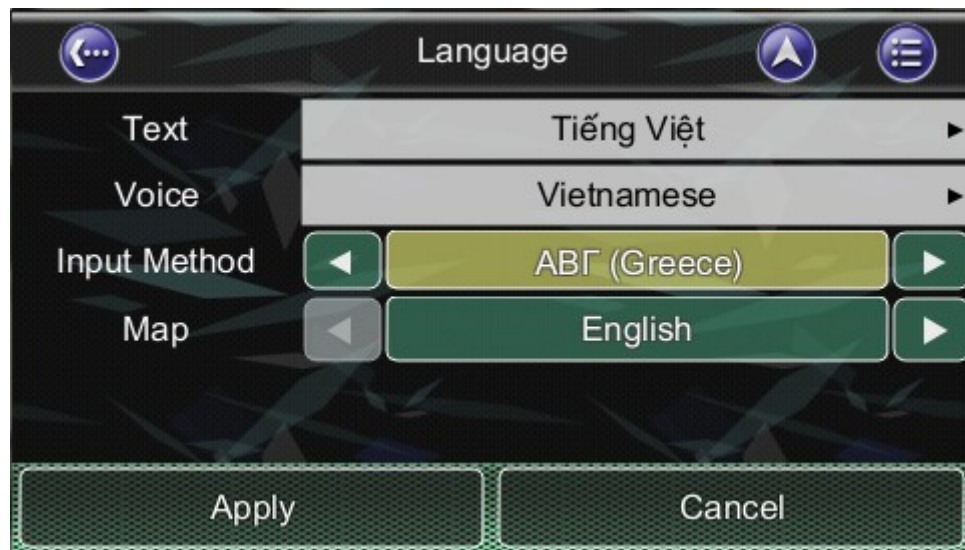 Language
Text Tiếng Việt
Voice Vietnamese
Input Method ΑΒΓ (Greece)
Map English
Apply Cancel